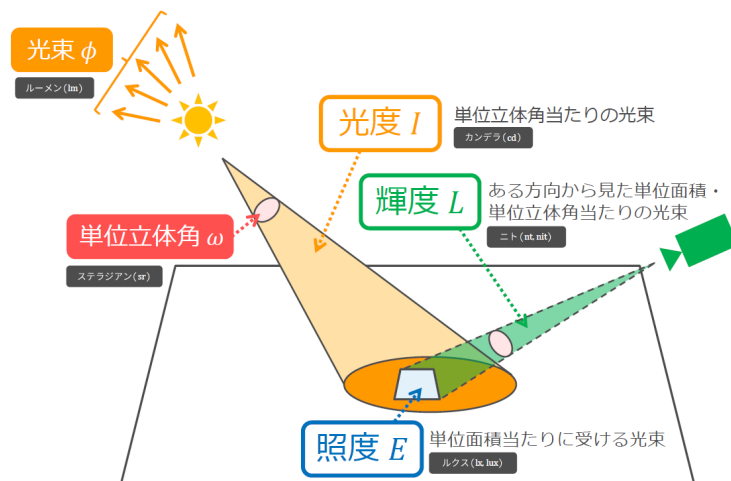 光束 ϕ
ルーメン(lm)
光度 I
単位立体角当たりの光束
カンデラ(cd)
輝度 L
ある方向から見た単位面積・
単位立体角当たりの光束
ニト(nt, nit)
単位立体角 ω
ステラジアン(sr)
照度 E
単位面積当たりに受ける光束
ルクス(lx, lux)